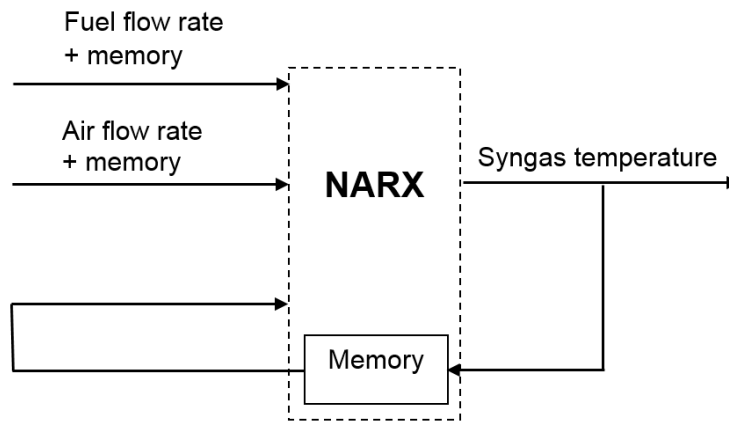 Fuel flow rate
+ memory
Air flow rate
+ memory
Syngas temperature
NARX
Memory